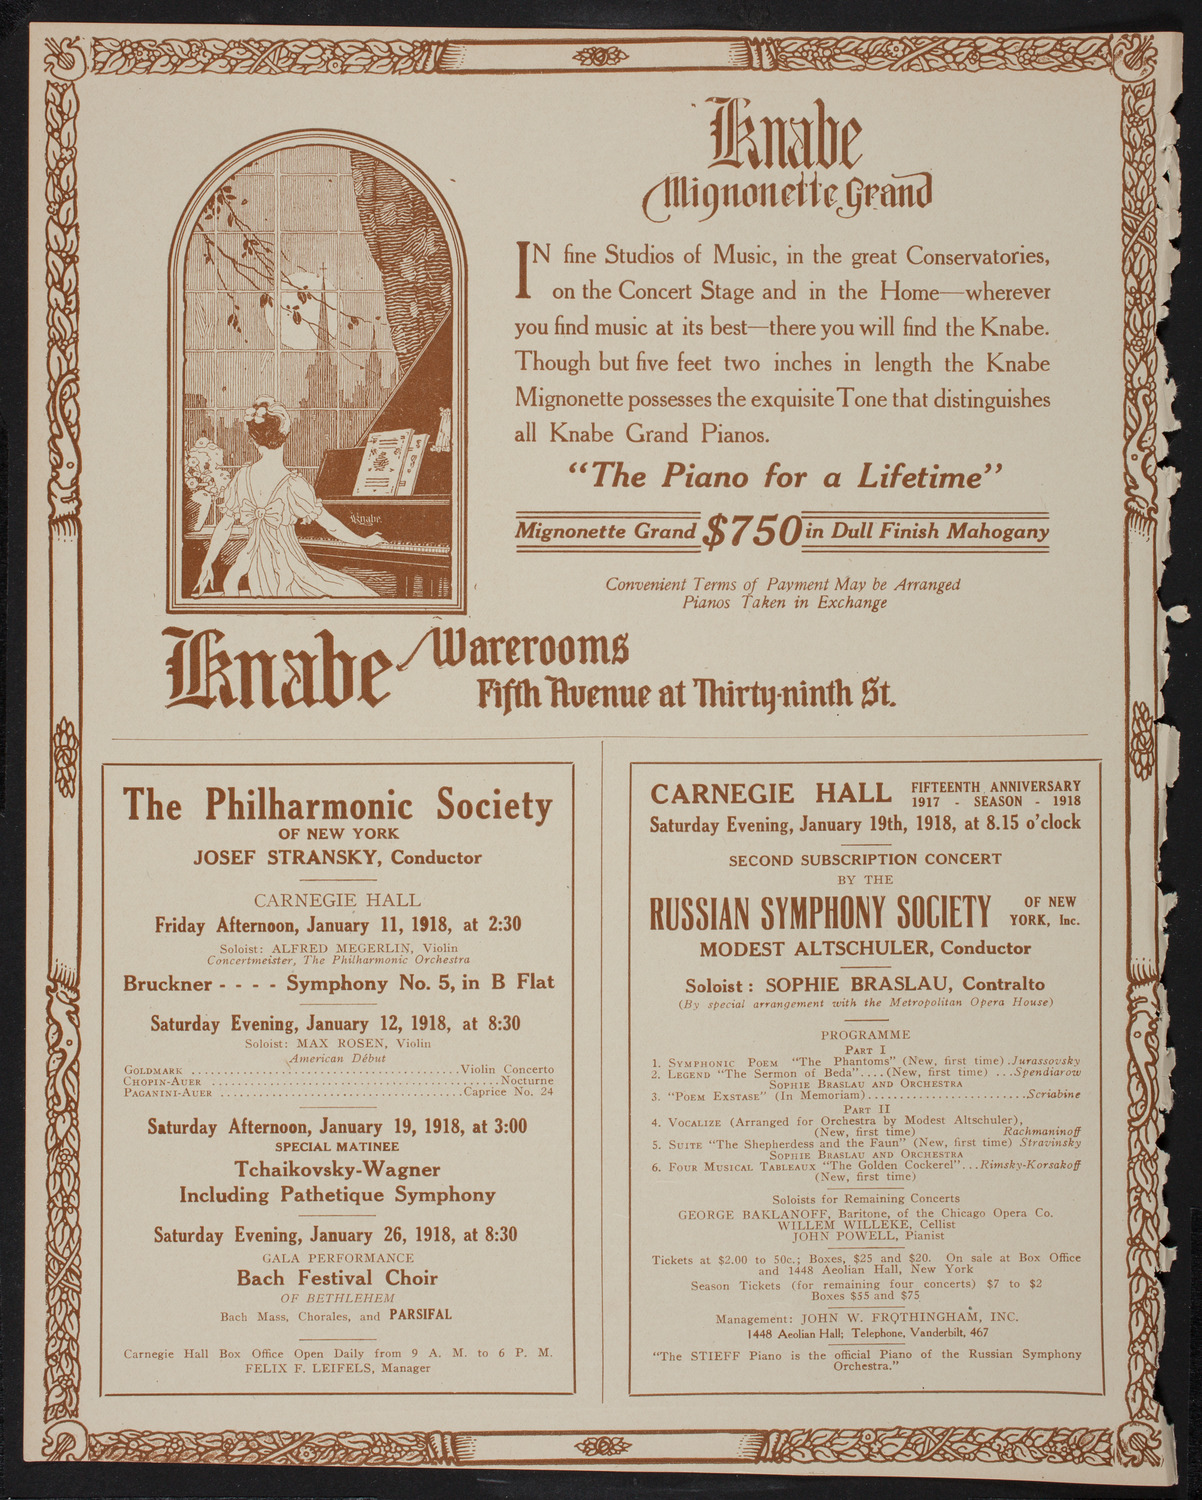 Knabe
Mignonette Grand
IN fine Studios of Music, in the great Conservatories,
on the Concert Stage and in the Home—wherever
you find music at its best—there you will find the Knabe.
Though but five feet two inches in length the Knabe
Mignonette possesses the exquisite Tone that distinguishes
all Knabe Grand Pianos.
"The Piano for a Lifetime"
Mignonette Grand $750 in Dull Finish Mahogany
Convenient Terms of Payment May be Arranged
Pianos Taken in Exchange
Knabe
Knabe Warerooms
Fifth Avenue at Thirty-ninth St.
The Philharmonic Society
OF NEW YORK
JOSEF STRANSKY, Conductor
CARNEGIE HALL
Friday Afternoon, January 11, 1918, at 2:30
Soloist: ALFRED MEGERLIN, Violin
Concertmeister, The Philharmonic Orchestra
Bruckner - - - - Symphony No. 5, in B Flat
Saturday Evening, January 12, 1918, at 8:30
Soloist: MAX ROSEN, Violin
American Début
GOLDMARK ........................................Violin Concerto
CHOPIN-AUER ...........................................Nocturne
PAGANINI-AUER ....................................Caprice No. 24
Saturday Afternoon, January 19, 1918, at 3:00
SPECIAL MATINEE
Tchaikovsky-Wagner
Including Pathetique Symphony
Saturday Evening, January 26, 1918, at 8:30
GALA PERFORMANCE
Bach Festival Choir
OF BETHLEHEM
Bach Mass, Chorales, and PARSIFAL
Carnegie Hall Box Office Open Daily from 9 A. M. to 6 P. M.
FELIX F. LEIFELS, Manager
CARNEGIE HALL FIFTEENTH ANNIVERSARY
1917 - SEASON - 1918
Saturday Evening, January 19th, 1918, at 8.15 o'clock
SECOND SUBSCRIPTION CONCERT
BY THE
RUSSIAN SYMPHONY SOCIETY OF NEW
YORK, Inc.
MODEST ALTSCHULER, Conductor
Soloist: SOPHIE BRASLAU, Contralto
(By special arrangement with the Metropolitan Opera House)
PROGRAMME
PART I
1. SYMPHONIC POEM "The Phantoms" (New, first time).Jurassovsky
2. LEGEND "The Sermon of Beda"....(New, first time) ...Spendiarow
SOPHIE BRASLAU AND ORCHESTRA
3. "POEM EXSTASE" (In Memoriam)..........................Scriabine
PART II
4. VOCALIZE (Arranged for Orchestra by Modest Altschuler),
(New, first time) Rachmaninoff
5. SUITE "The Shepherdess and the Faun" (New, first time) Stravinsky
SOPHIE BRASLAU AND ORCHESTRA
6. FOUR MUSICAL TABLEAUX "The Golden Cockerel"...Rimsky-Korsakoff
(New, first time)
Soloists for Remaining Concerts
GEORGE BAKLANOFF, Baritone, of the Chicago Opera Co.
WILLEM WILLEKE, Cellist
JOHN POWELL, Pianist
Tickets at $2.00 to 50c.; Boxes, $25 and $20. On sale at Box Office
and 1448 Aeolian Hall, New York
Season Tickets (for remaining four concerts) $7 to $2
Boxes $55 and $75
Management: JOHN W. FROTHINGHAM, INC.
1448 Aeolian Hall; Telephone, Vanderbilt, 467
"The STIEFF Piano is the official Piano of the Russian Symphony
Orchestra."